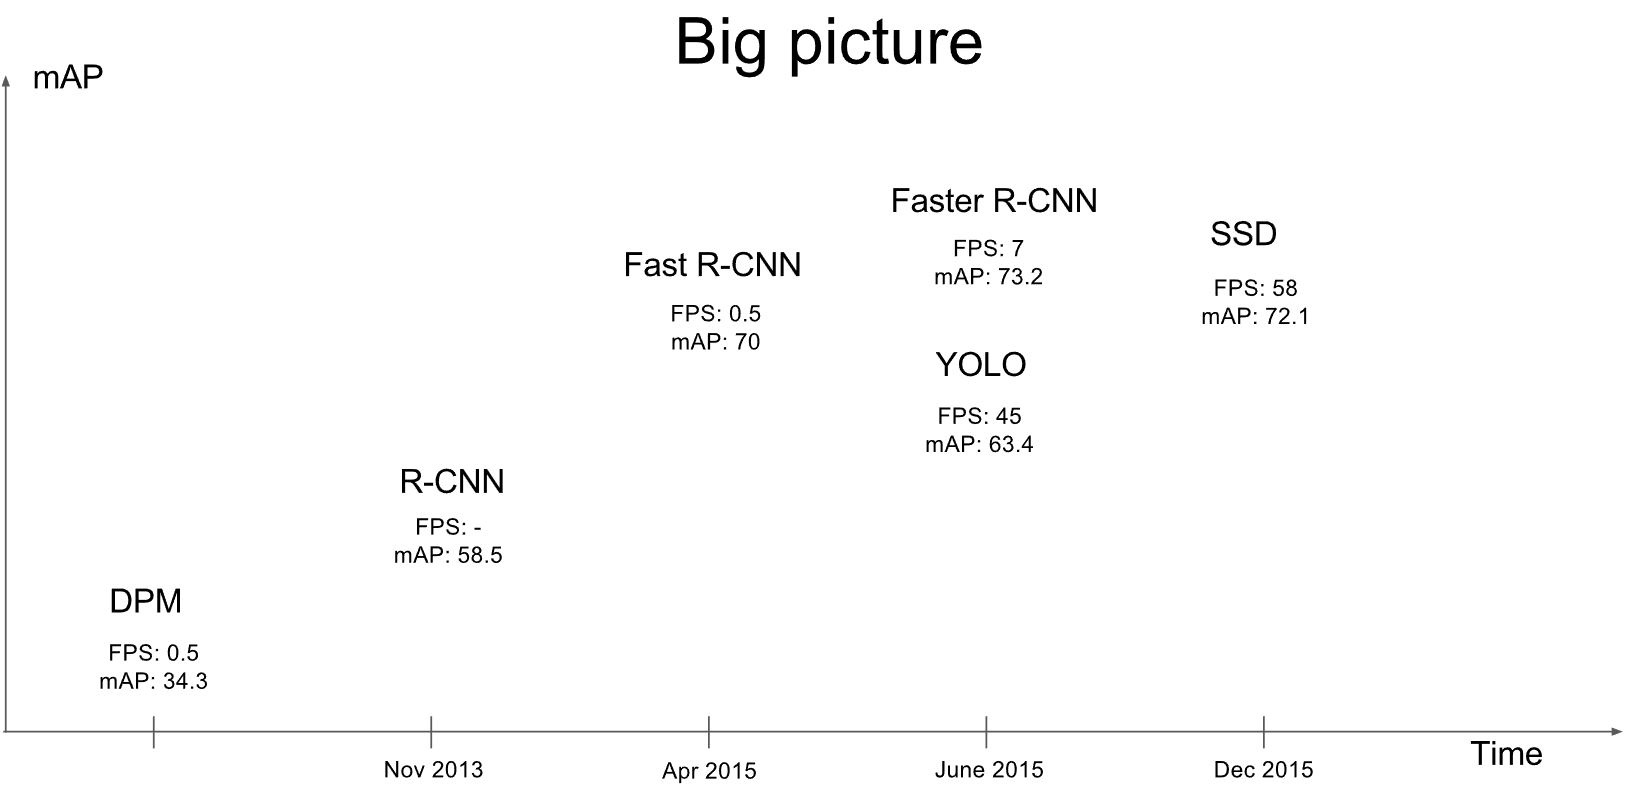 Big picture
mAP
Faster R-CNN
FPS: 7
mAP: 73.2
SSD
FPS: 58
mAP: 72.1
Fast R-CNN
FPS: 0.5
mAP: 70
YOLO
FPS: 45
mAP: 63.4
R-CNN
FPS: -
mAP: 58.5
DPM
FPS: 0.5
mAP: 34.3
Time
Nov 2013
Apr 2015
June 2015
Dec 2015